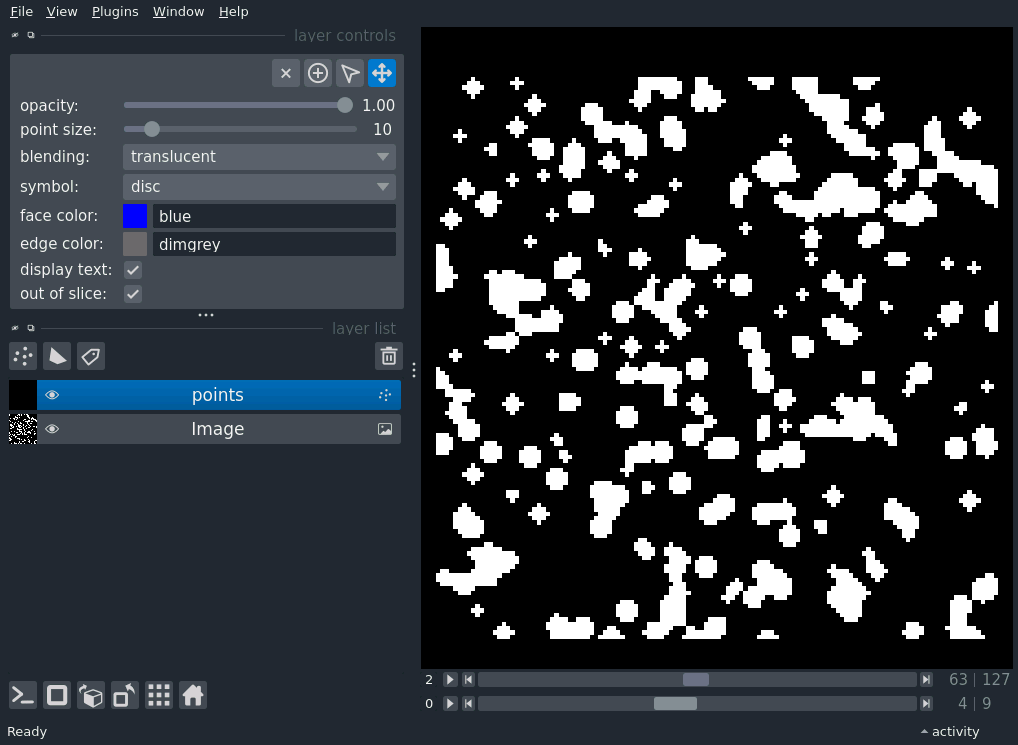 File View Plugins Window Help
layer controls
opacity: 1.00
point size: 10
blending: translucent
symbol: disc
face color: blue
edge color: dimgrey
display text:
out of slice:
layer list
points
Image
2 63 | 127
0 4 | 9
Ready activity